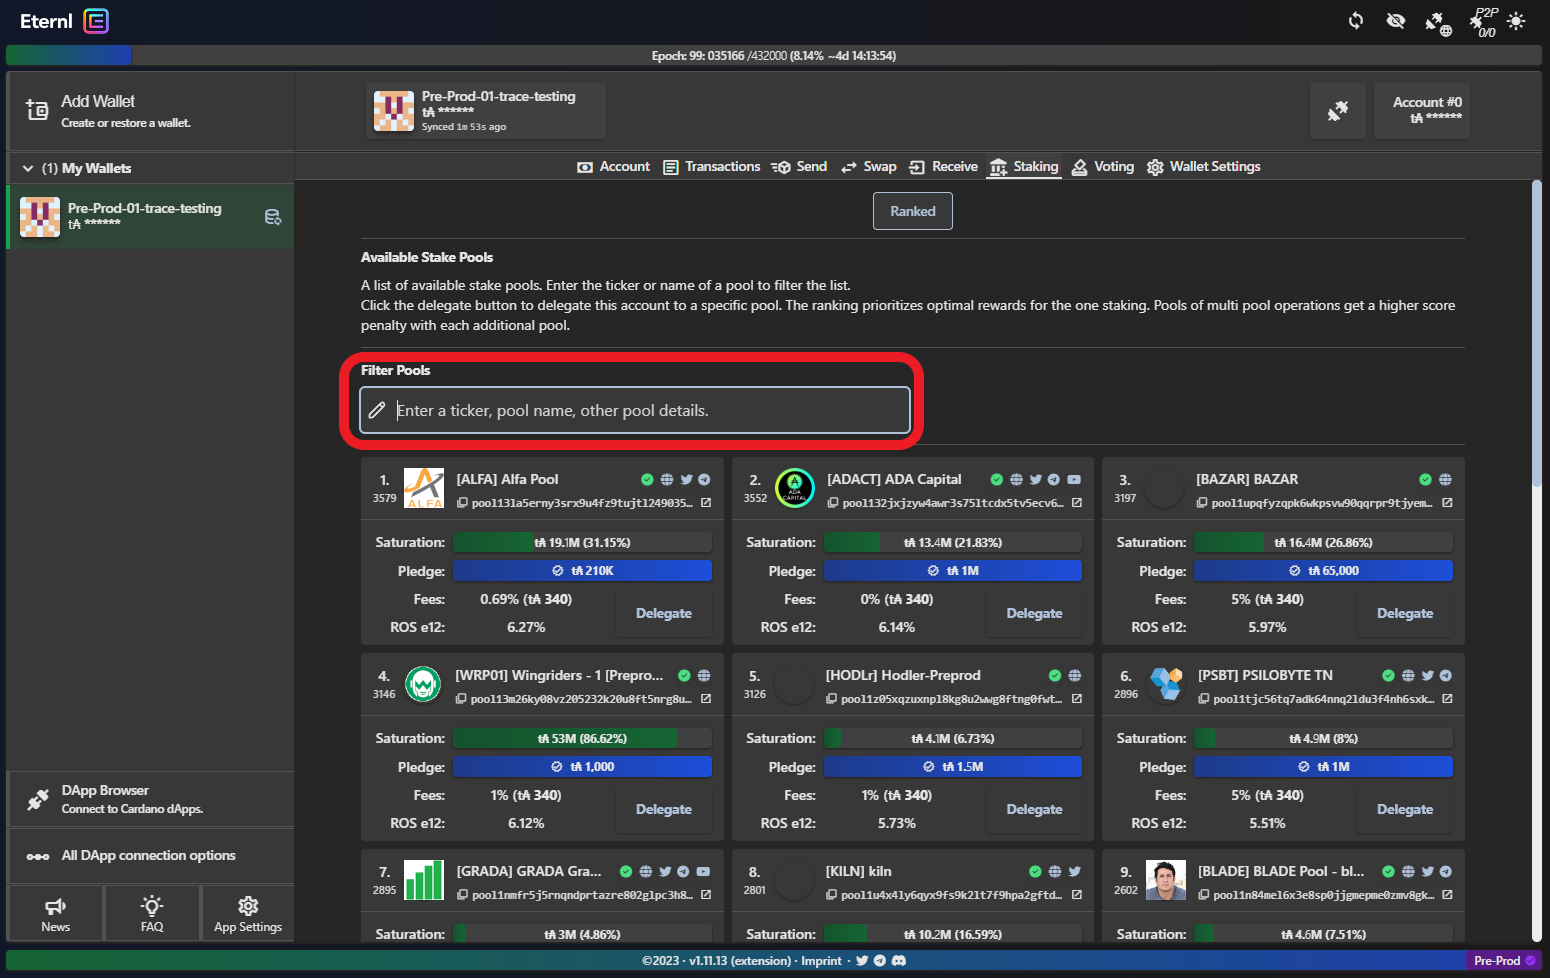 Eternl
P2P
0/0
Epoch: 99: 035166 /432000 (8.14% ~4d 14:13:54)
Add Wallet
Create or restore a wallet.
(1) My Wallets
Pre-Prod-01-trace-testing
t₳ ******
DApp Browser
Connect to Cardano dApps.
All DApp connection options
News
FAQ
App Settings
Pre-Prod-01-trace-testing
t₳ ******
Synced 1m 53s ago
Account #0
t₳ ******
Account Transactions Send Swap Receive Staking Voting Wallet Settings
Ranked
Available Stake Pools
A list of available stake pools. Enter the ticker or name of a pool to filter the list.
Click the delegate button to delegate this account to a specific pool. The ranking prioritizes optimal rewards for the one staking. Pools of multi pool operations get a higher score
penalty with each additional pool.
Filter Pools
Enter a ticker, pool name, other pool details.
1.
3579
ALFA
[ALFA] Alfa Pool
pool131a5erny3srx9u4fz9tujtl249035...
Saturation: t₳ 19.1M (31.15%)
Pledge: t₳ 210K
Fees: 0.69% (t₳ 340)
ROS e12: 6.27%
Delegate
2.
3552
ADA
CAPITAL
[ADACT] ADA Capital
pool132jxjzyw4awr3s75ltcdx5tv5ecv6...
Saturation: t₳ 13.4M (21.83%)
Pledge: t₳ 1M
Fees: 0% (t₳ 340)
ROS e12: 6.14%
Delegate
3.
3197
[BAZAR] BAZAR
pool1upqfyzqpk6wkpsvw90qqrpr9tjyem...
Saturation: t₳ 16.4M (26.86%)
Pledge: t₳ 65,000
Fees: 5% (t₳ 340)
ROS e12: 5.97%
Delegate
4.
3146
[WRP01] Wingriders - 1 [Prepro...
pool13m26ky08vz205232k20u8ft5nrg8u...
Saturation: t₳ 53M (86.62%)
Pledge: t₳ 1,000
Fees: 1% (t₳ 340)
ROS e12: 6.12%
Delegate
5.
3126
[HODLr] Hodler-Preprod
pool1z05xqzuxnpl8kg8u2wwg8ftng0fwt...
Saturation: t₳ 4.1M (6.73%)
Pledge: t₳ 1.5M
Fees: 1% (t₳ 340)
ROS e12: 5.73%
Delegate
6.
2896
[PSBT] PSILOBYTE TN
pool1tjc56tq7adk64nnq2ldu3f4nh6sxk...
Saturation: t₳ 4.9M (8%)
Pledge: t₳ 1M
Fees: 5% (t₳ 340)
ROS e12: 5.51%
Delegate
7.
2895
[GRADA] GRADA Gra...
pool1nmfr5j5rnqndprtazre802glpc3h8...
Saturation: t₳ 3M (4.86%)
8.
2801
[KILN] kiln
pool1u4x4ly6qyx9fs9k2lt7f9hpa2gftd...
Saturation: t₳ 10.2M (16.59%)
9.
2602
[BLADE] BLADE Pool - bl...
pool1n84mel6x3e8sp0jjgmepme0zmv8gk...
Saturation: t₳ 4.6M (7.51%)
©2023 · v1.11.13 (extension) · Imprint ·
Pre-Prod